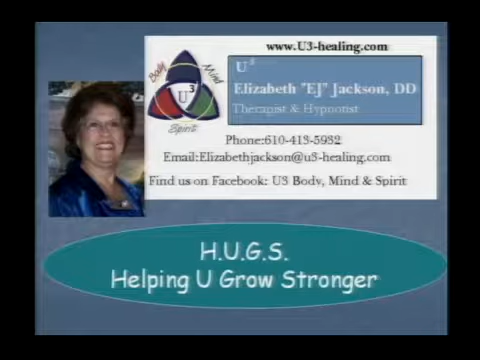 www.U3-healing.com
Body
Mind
U3
Spirit
U3
Elizabeth "EJ" Jackson, DD
Therapist & Hypnotist
Phone:610-413-5932
Email:Elizabethjackson@u3-healing.com
Find us on Facebook: U3 Body, Mind & Spirit
H.U.G.S.
Helping U Grow Stronger